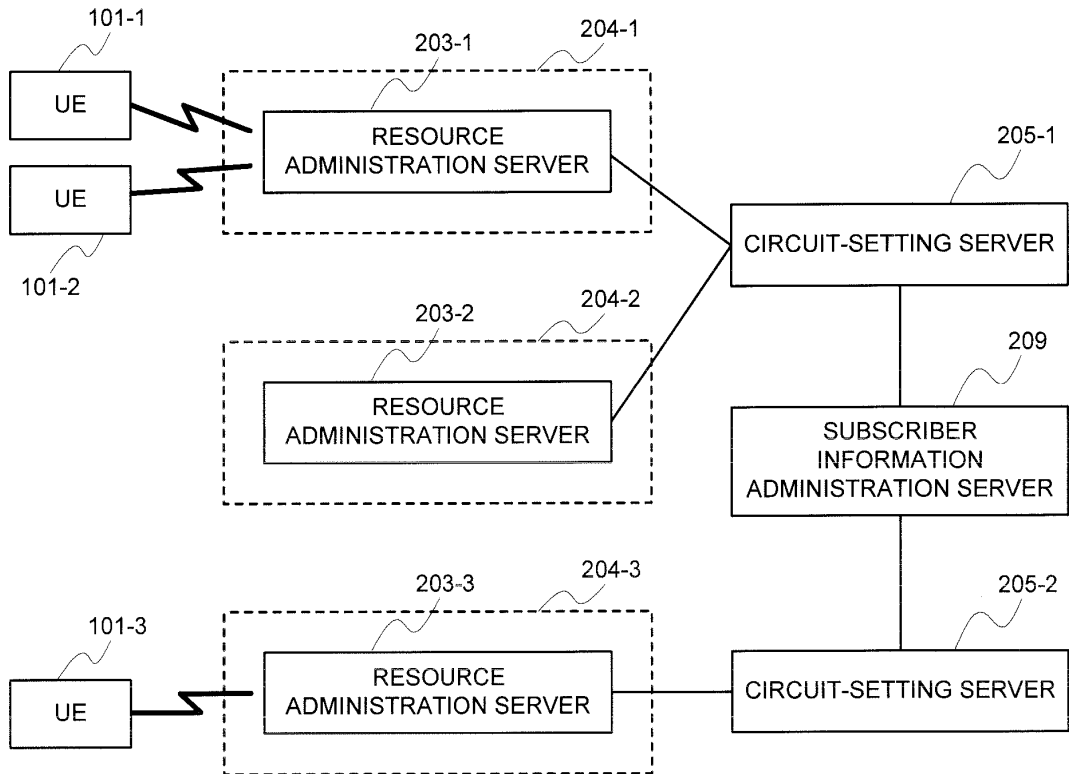 101-1
204-1
203-1
UE
RESOURCE
ADMINISTRATION SERVER
205-1
UE
CIRCUIT-SETTING SERVER
101-2
204-2
203-2
209
RESOURCE
ADMINISTRATION SERVER
SUBSCRIBER
INFORMATION
ADMINISTRATION SERVER
204-3
203-3
205-2
101-3
RESOURCE
ADMINISTRATION SERVER
CIRCUIT-SETTING SERVER
UE